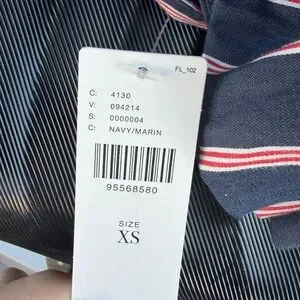 FL_102
C: 4130
V: 094214
S: 0000004
C: NAVY/MARIN
95568580
SIZE
XS